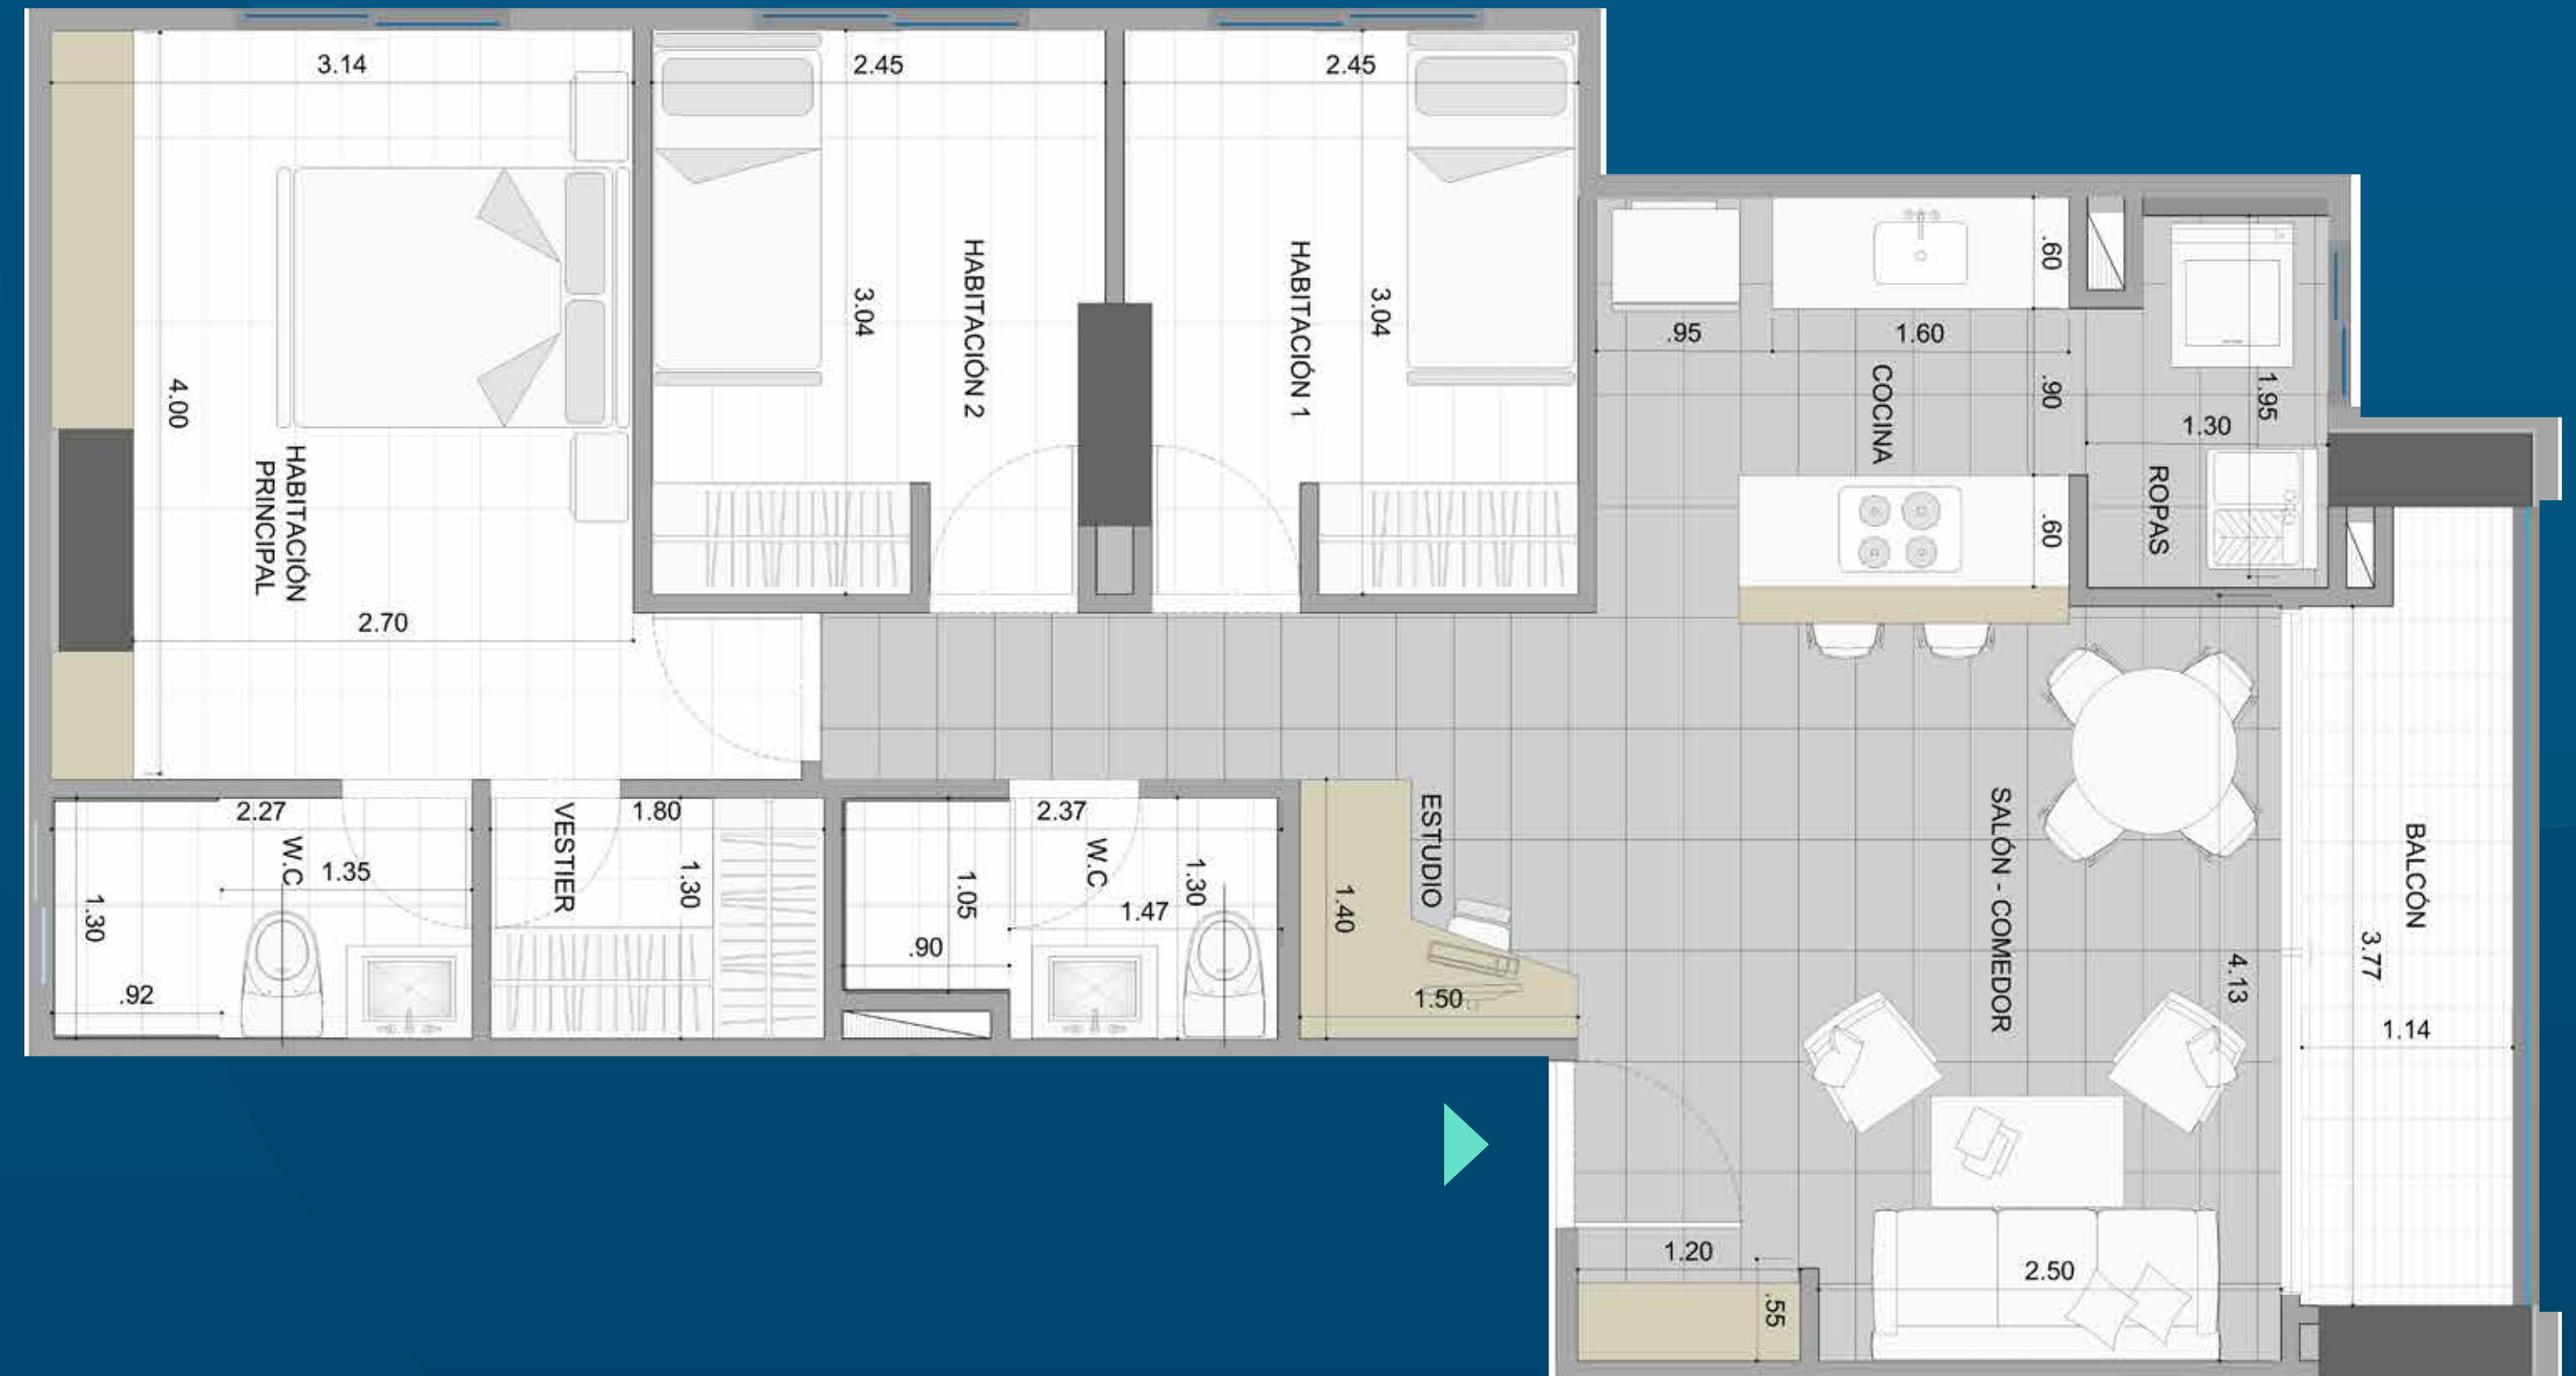 3.14
2.45
2.45
4.00
HABITACIÓN
PRINCIPAL
2.70
3.04
HABITACIÓN 2
HABITACIÓN 1
3.04
.95
1.60
.60
COCINA
.90
.60
1.95
1.30
ROPAS
2.27
W.C
1.35
1.30
.92
VESTIER
1.80
1.30
2.37
W.C
1.05
1.30
1.47
.90
ESTUDIO
1.40
1.50
SALÓN - COMEDOR
4.13
BALCÓN
3.77
1.14
1.20
.55
2.50